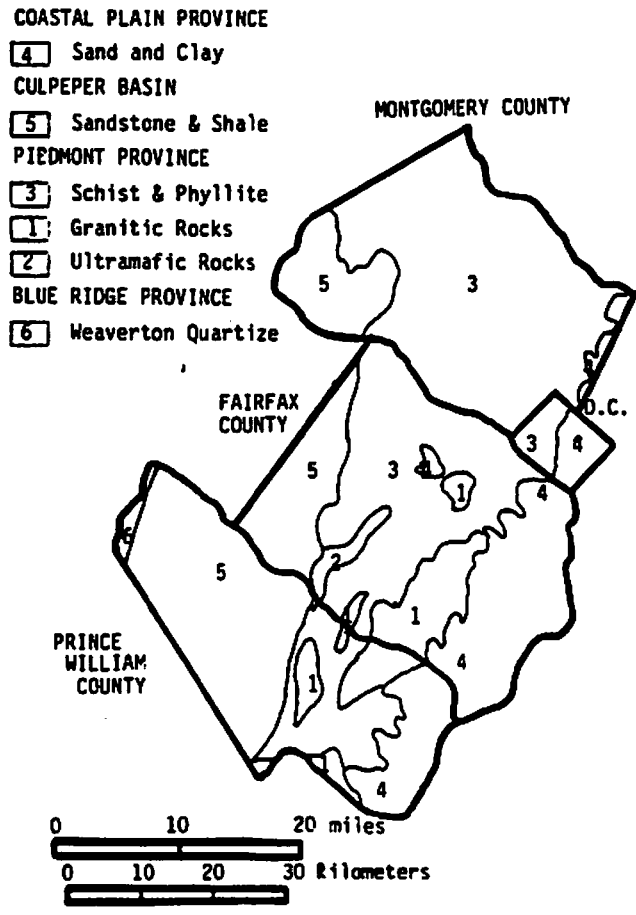 COASTAL PLAIN PROVINCE
4 Sand and Clay
CULPEPER BASIN
5 Sandstone & Shale
PIEDMONT PROVINCE
3 Schist & Phyllite
1 Granitic Rocks
2 Ultramafic Rocks
BLUE RIDGE PROVINCE
6 Weaverton Quartize
MONTGOMERY COUNTY
5
3
D.C.
3
4
FAIRFAX
COUNTY
5
3
1
4
2
1
4
6
5
PRINCE
WILLIAM
COUNTY
1
4
0 10 20 miles
0 10 20 30 Kilometers